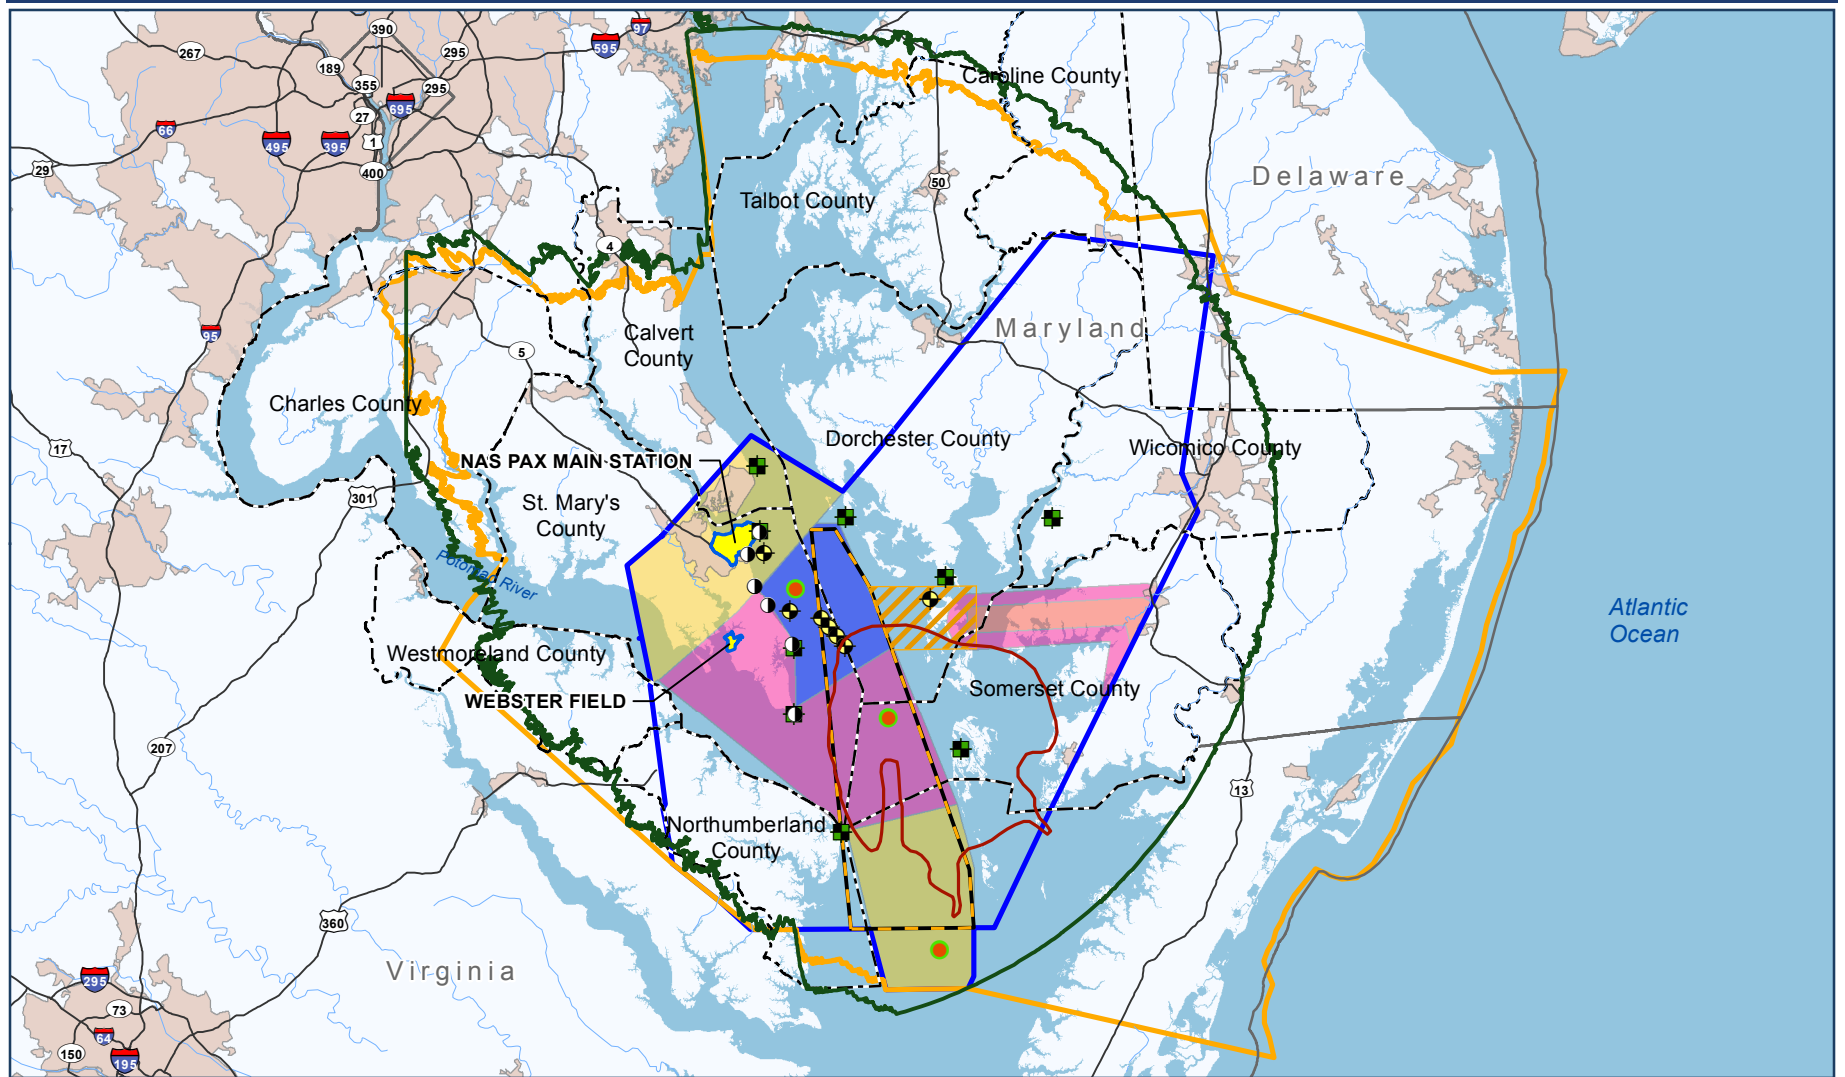 390
97
595
267
295
189
Caroline County
355
295
695
27
66
1
495
395
29
400
Delaware
50
Talbot County
4
Maryland
95
Calvert
County
5
Charles County
Dorchester County
Wicomico County
17
NAS PAX MAIN STATION
301
St. Mary's
County
Potomac River
Atlantic
Ocean
Westmoreland County
Somerset County
WEBSTER FIELD
207
13
Northumberland
County
360
Virginia
295
73
64
150
195